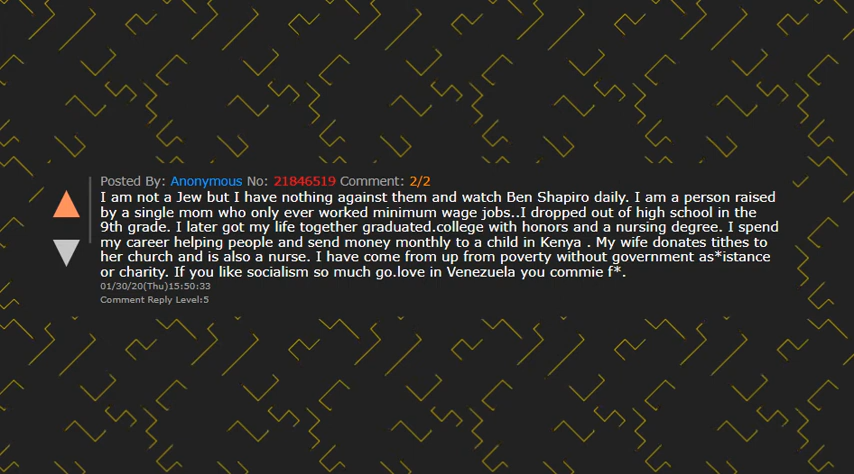 Posted By: Anonymous No: 21846519 Comment: 2/2
I am not a Jew but I have nothing against them and watch Ben Shapiro daily. I am a person raised
by a single mom who only ever worked minimum wage jobs..I dropped out of high school in the
9th grade. I later got my life together graduated.college with honors and a nursing degree. I spend
my career helping people and send money monthly to a child in Kenya . My wife donates tithes to
her church and is also a nurse. I have come from up from poverty without government as*istance
or charity. If you like socialism so much go.love in Venezuela you commie f*.
01/30/20(Thu)15:50:33
Comment Reply Level:5